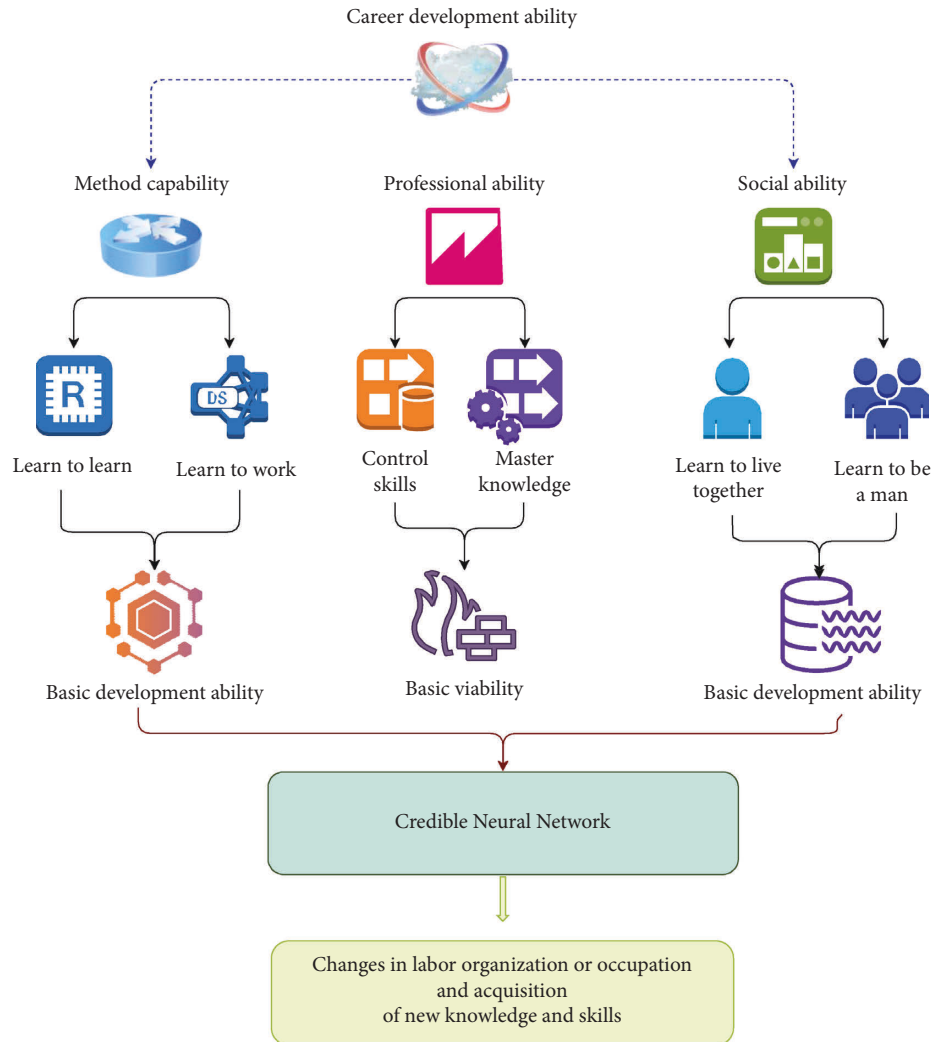 Career development ability
Method capability
Professional ability
Social ability
R
DS
Learn to learn
Learn to work
Control
skills
Master
knowledge
Learn to live
together
Learn to be
a man
Basic development ability
Basic viability
Basic development ability
Credible Neural Network
Changes in labor organization or occupation
and acquisition
of new knowledge and skills